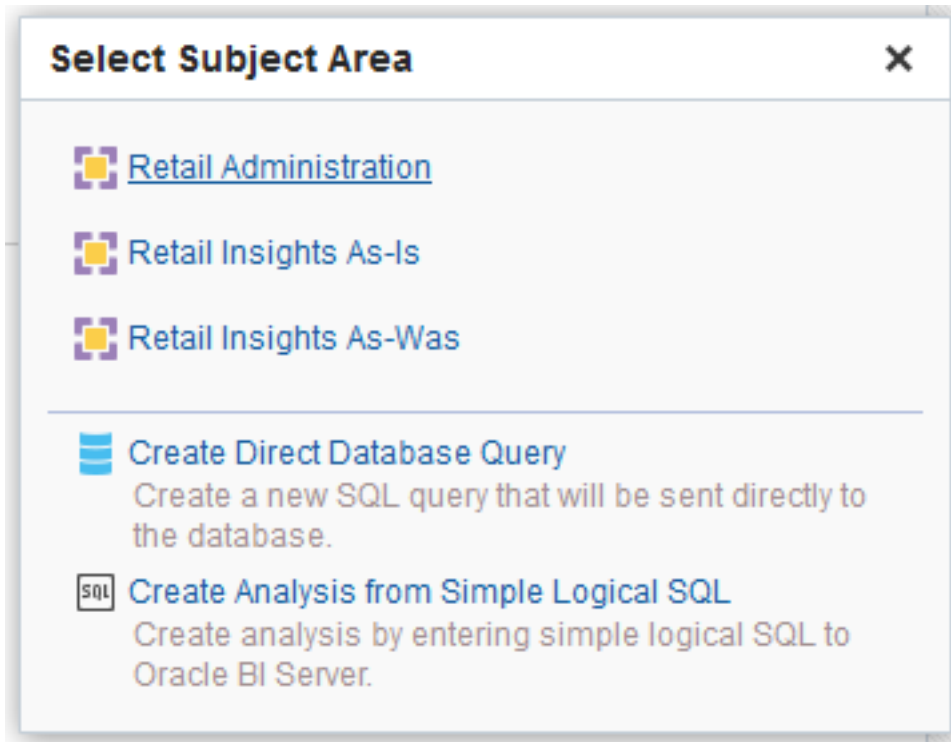 Select Subject Area
Retail Administration
Retail Insights As-Is
Retail Insights As-Was
Create Direct Database Query
Create a new SQL query that will be sent directly to
the database.
SQL Create Analysis from Simple Logical SQL
Create analysis by entering simple logical SQL to
Oracle BI Server.